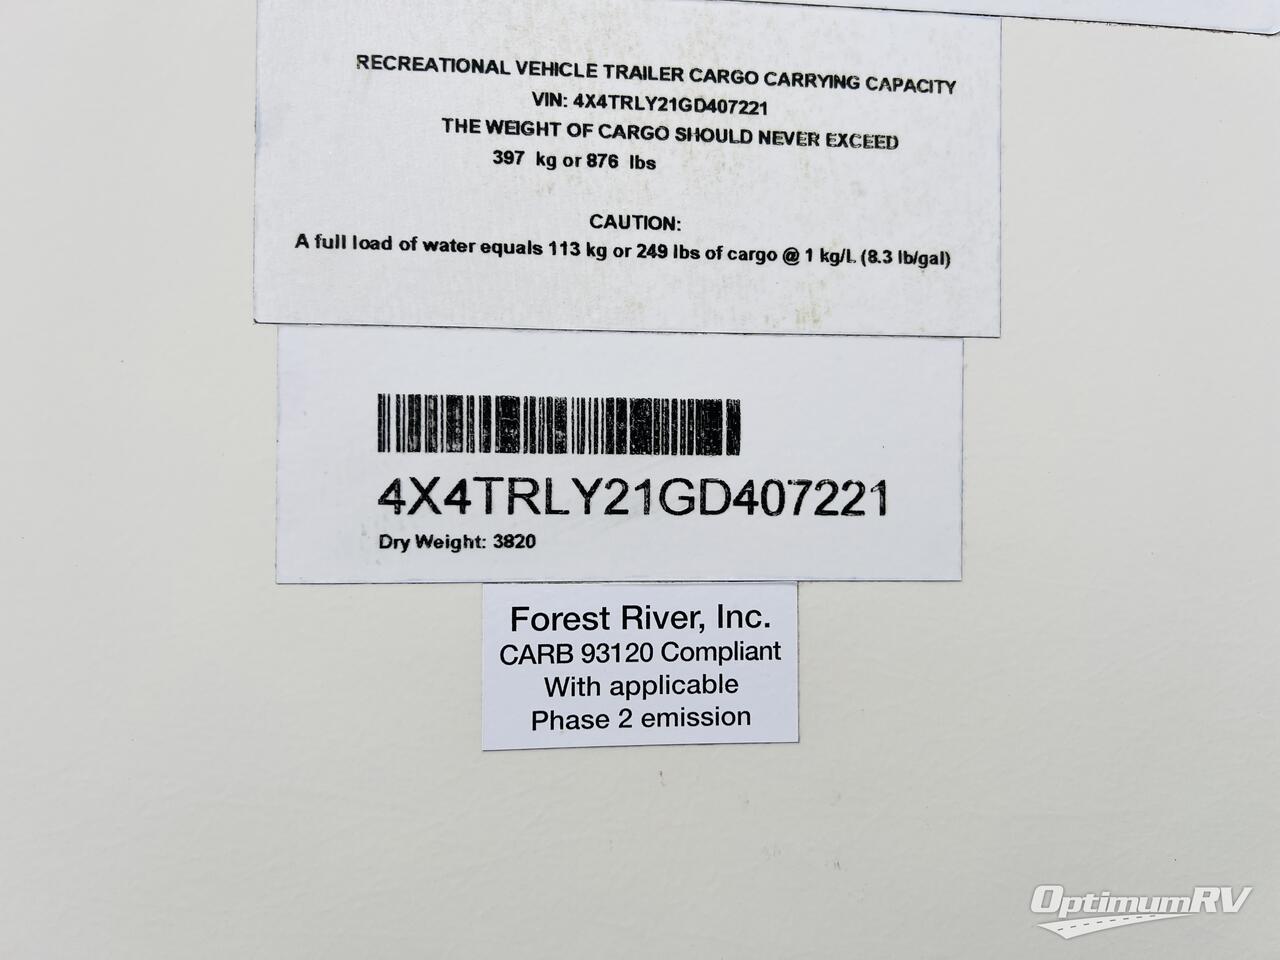 RECREATIONAL VEHICLE TRAILER CARGO CARRYING CAPACITY
VIN: 4X4TRLY21GD407221
THE WEIGHT OF CARGO SHOULD NEVER EXCEED
397 kg or 876 lbs
CAUTION:
A full load of water equals 113 kg or 249 lbs of cargo @ 1 kg/L (8.3 lb/gal)
4X4TRLY21GD407221
Dry Weight: 3820
Forest River, Inc.
CARB 93120 Compliant
With applicable
Phase 2 emission
OptimumRV